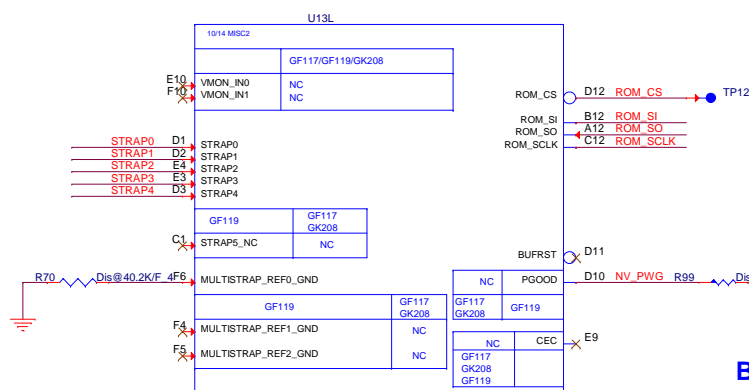 U13L
10/14 MISC2
GF117/GF119/GK208
E10 VMON_IN0 NC
F10 VMON_IN1 NC
ROM_CS D12 ROM_CS TP12
ROM_SI B12 ROM_SI
ROM_SO A12 ROM_SO
ROM_SCLK C12 ROM_SCLK
STRAP0 D1 STRAP0
STRAP1 D2 STRAP1
STRAP2 E4 STRAP2
STRAP3 E3 STRAP3
STRAP4 D3 STRAP4
GF119 GF117
GK208
C1 STRAP5_NC NC
BUFRST D11
R70 Dis@40.2K/F_4 F6 MULTISTRAP_REF0_GND
NC PGOOD D10 NV_PWG R99 Dis
GF117
GK208 GF119
GF119 GF117
GK208
F4 MULTISTRAP_REF1_GND NC
F5 MULTISTRAP_REF2_GND NC
NC CEC E9
GF117
GK208
GF119
B